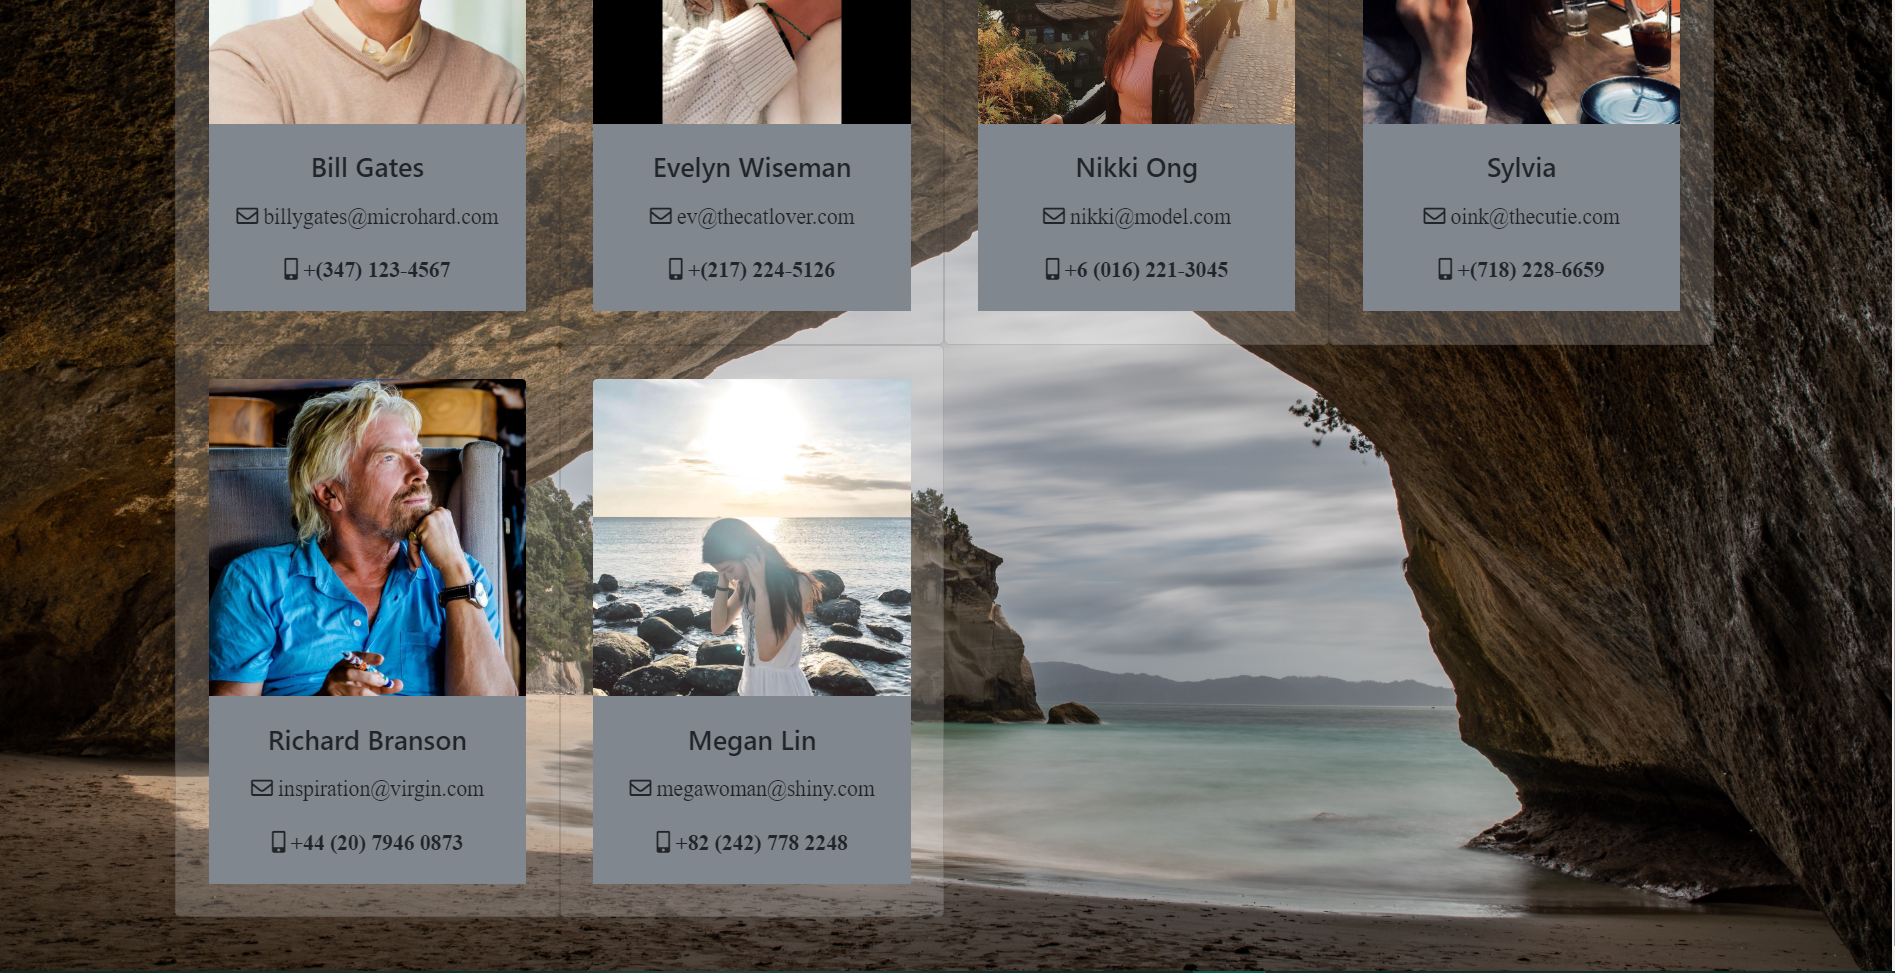 Bill Gates
billygates@microhard.com
+(347) 123-4567
Evelyn Wiseman
ev@thecatlover.com
+(217) 224-5126
Nikki Ong
nikki@model.com
+6 (016) 221-3045
Sylvia
oink@thecutie.com
+(718) 228-6659
Richard Branson
inspiration@virgin.com
+44 (20) 7946 0873
Megan Lin
megawoman@shiny.com
+82 (242) 778 2248